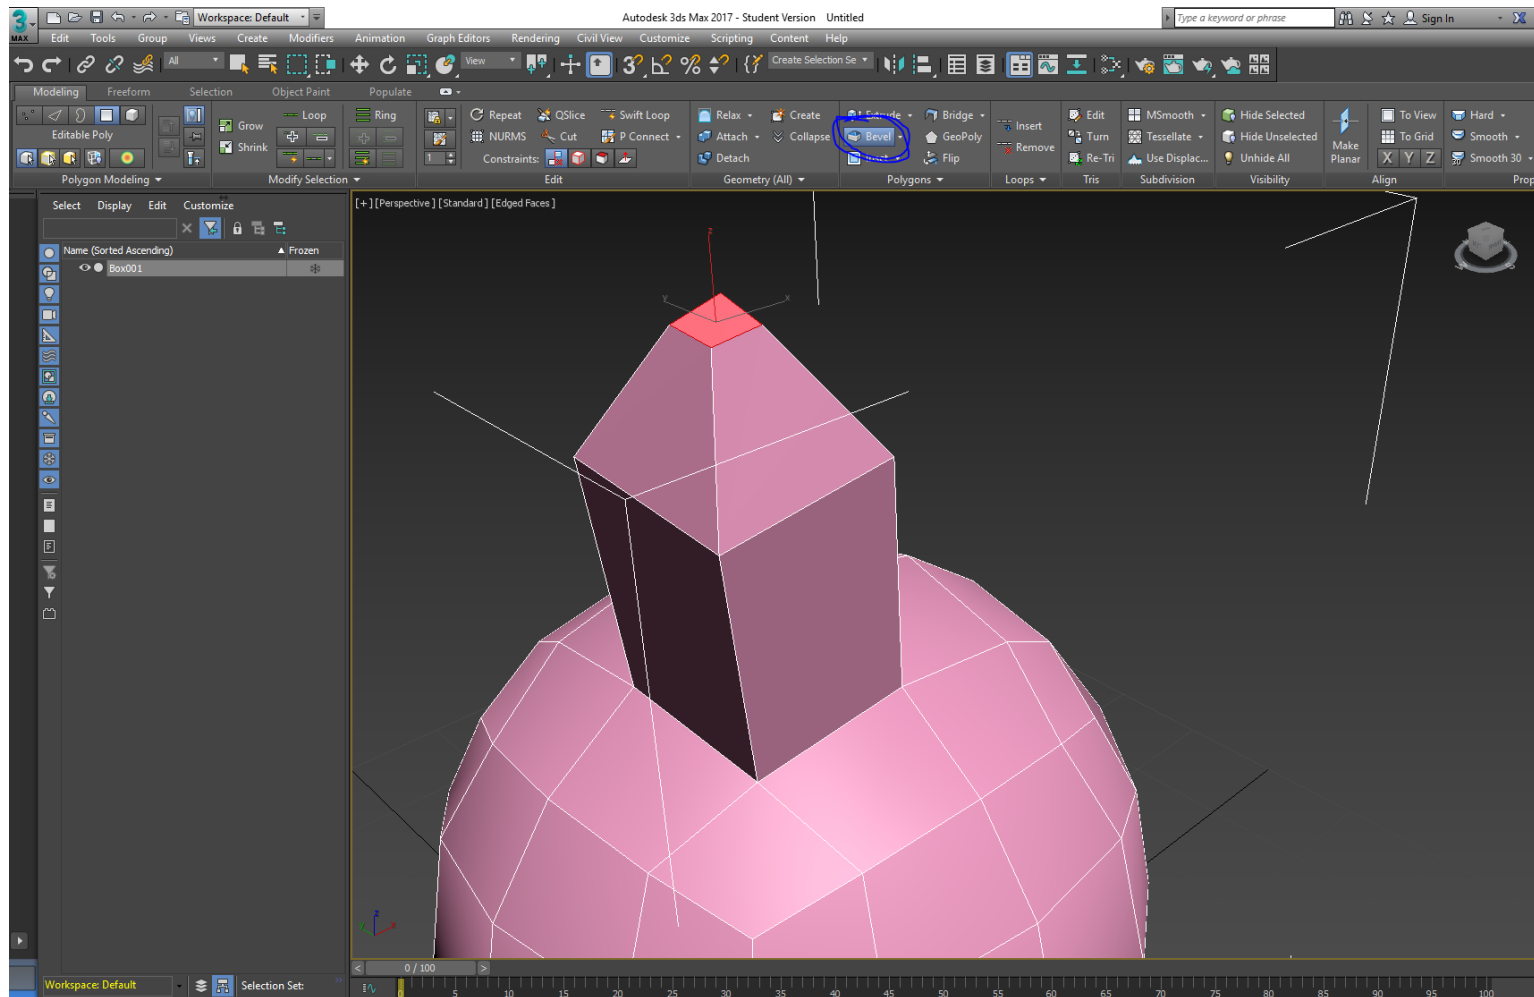 3 Workspace: Default Autodesk 3ds Max 2017 - Student Version Untitled Type a keyword or phrase Sign In
MAX Edit Tools Group Views Create Modifiers Animation Graph Editors Rendering Civil View Customize Scripting Content Help
All View 3 Create Selection Se
Modeling Freeform Selection Object Paint Populate
Loop Ring Repeat QSlice Swift Loop Relax Create Extrude Bridge Edit MSmooth Hide Selected To View Hard
Editable Poly Grow NURMS Cut P Connect Attach Collapse Bevel GeoPoly Insert Turn Tessellate Hide Unselected To Grid Smooth
Shrink 1 Constraints: Detach Flip Remove Re-Tri Use Displac... Unhide All Make Planar X Y Z Smooth 30
Polygon Modeling Modify Selection Edit Geometry (All) Polygons Loops Tris Subdivision Visibility Align Prop
Select Display Edit Customize
[+] [Perspective] [Standard] [Edged Faces]
Name (Sorted Ascending) Frozen
Box001
z
y x
z
y x
0 / 100
Workspace: Default Selection Set:
0 5 10 15 20 25 30 35 40 45 50 55 60 65 70 75 80 85 90 95 100